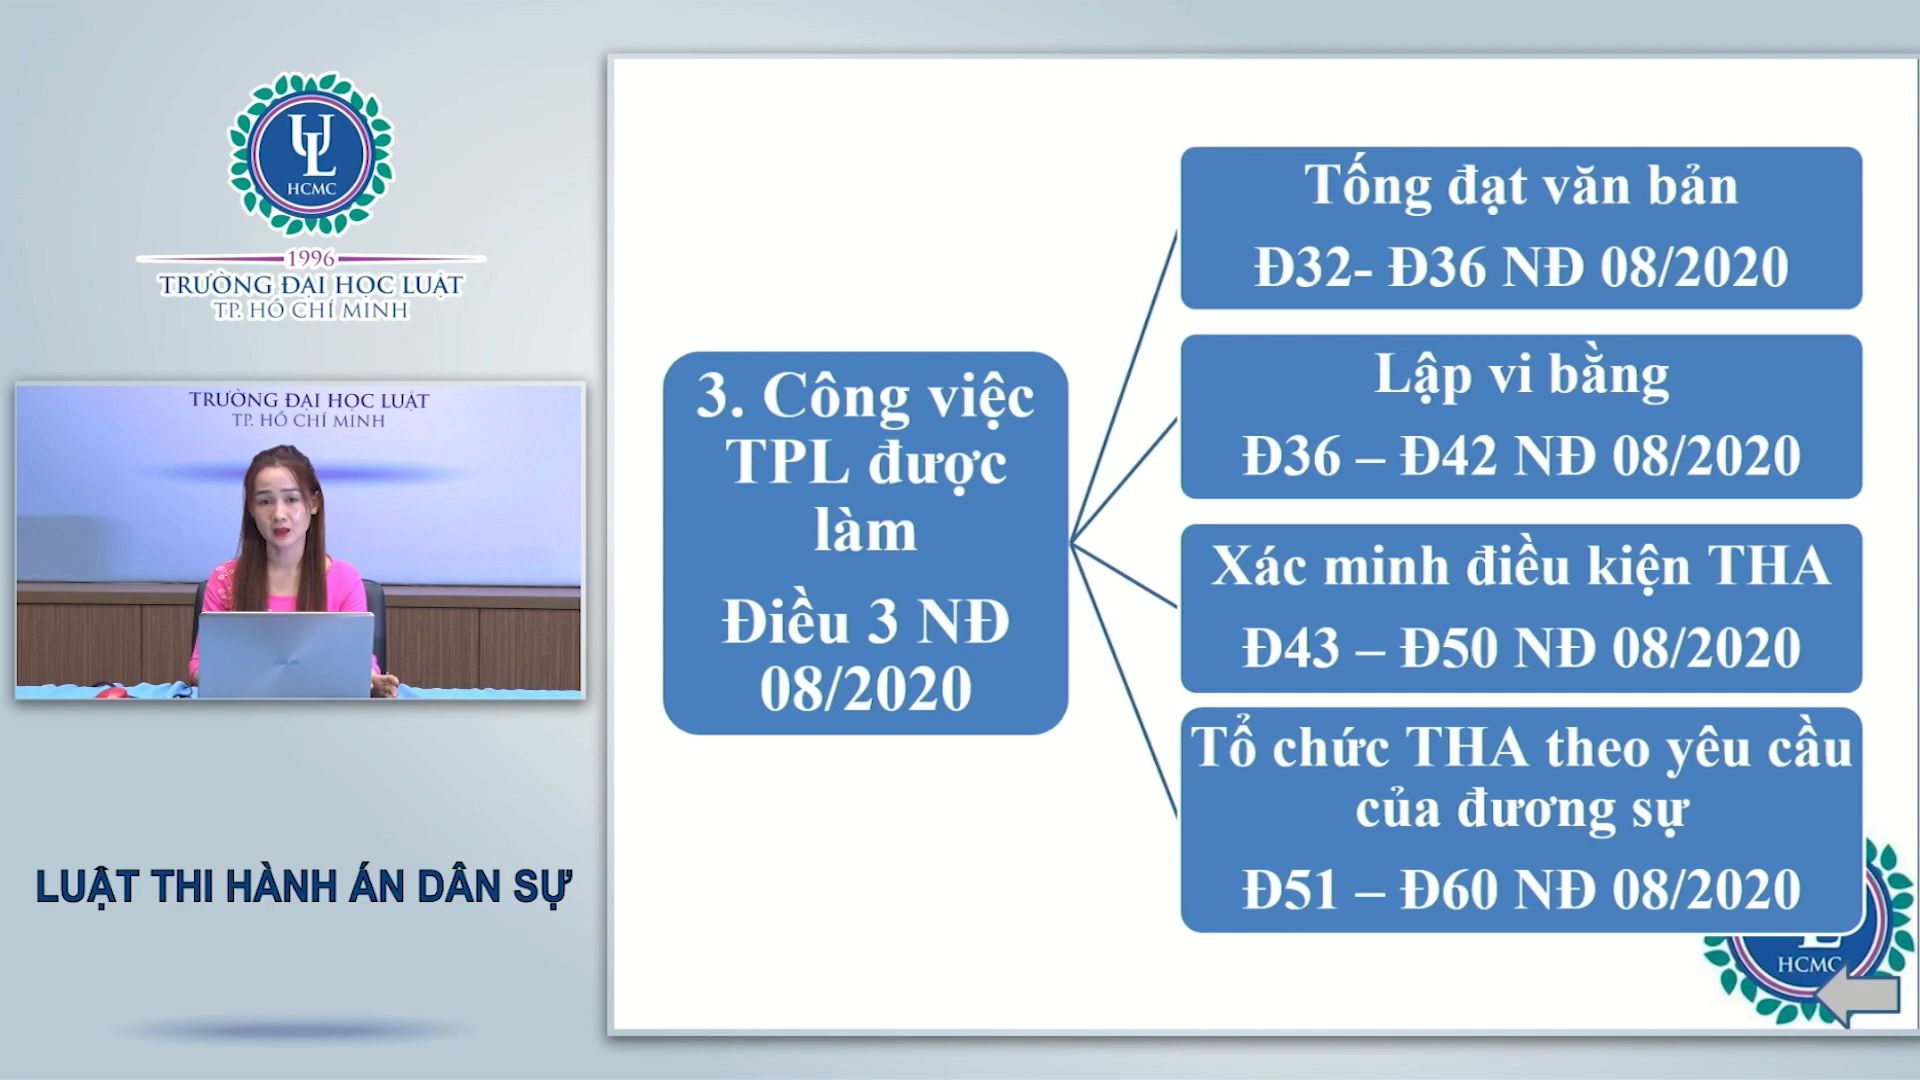 UL
HCMC
1996
TRƯỜNG ĐẠI HỌC LUẬT
TP. HỒ CHÍ MINH
TRƯỜNG ĐẠI HỌC LUẬT
TP. HỒ CHÍ MINH
LUẬT THI HÀNH ÁN DÂN SỰ
3. Công việc
TPL được
làm
Điều 3 NĐ
08/2020
Tống đạt văn bản
Đ32- Đ36 NĐ 08/2020
Lập vi bằng
Đ36 – Đ42 NĐ 08/2020
Xác minh điều kiện THA
Đ43 – Đ50 NĐ 08/2020
Tổ chức THA theo yêu cầu
của đương sự
Đ51 – Đ60 NĐ 08/2020
HCMC